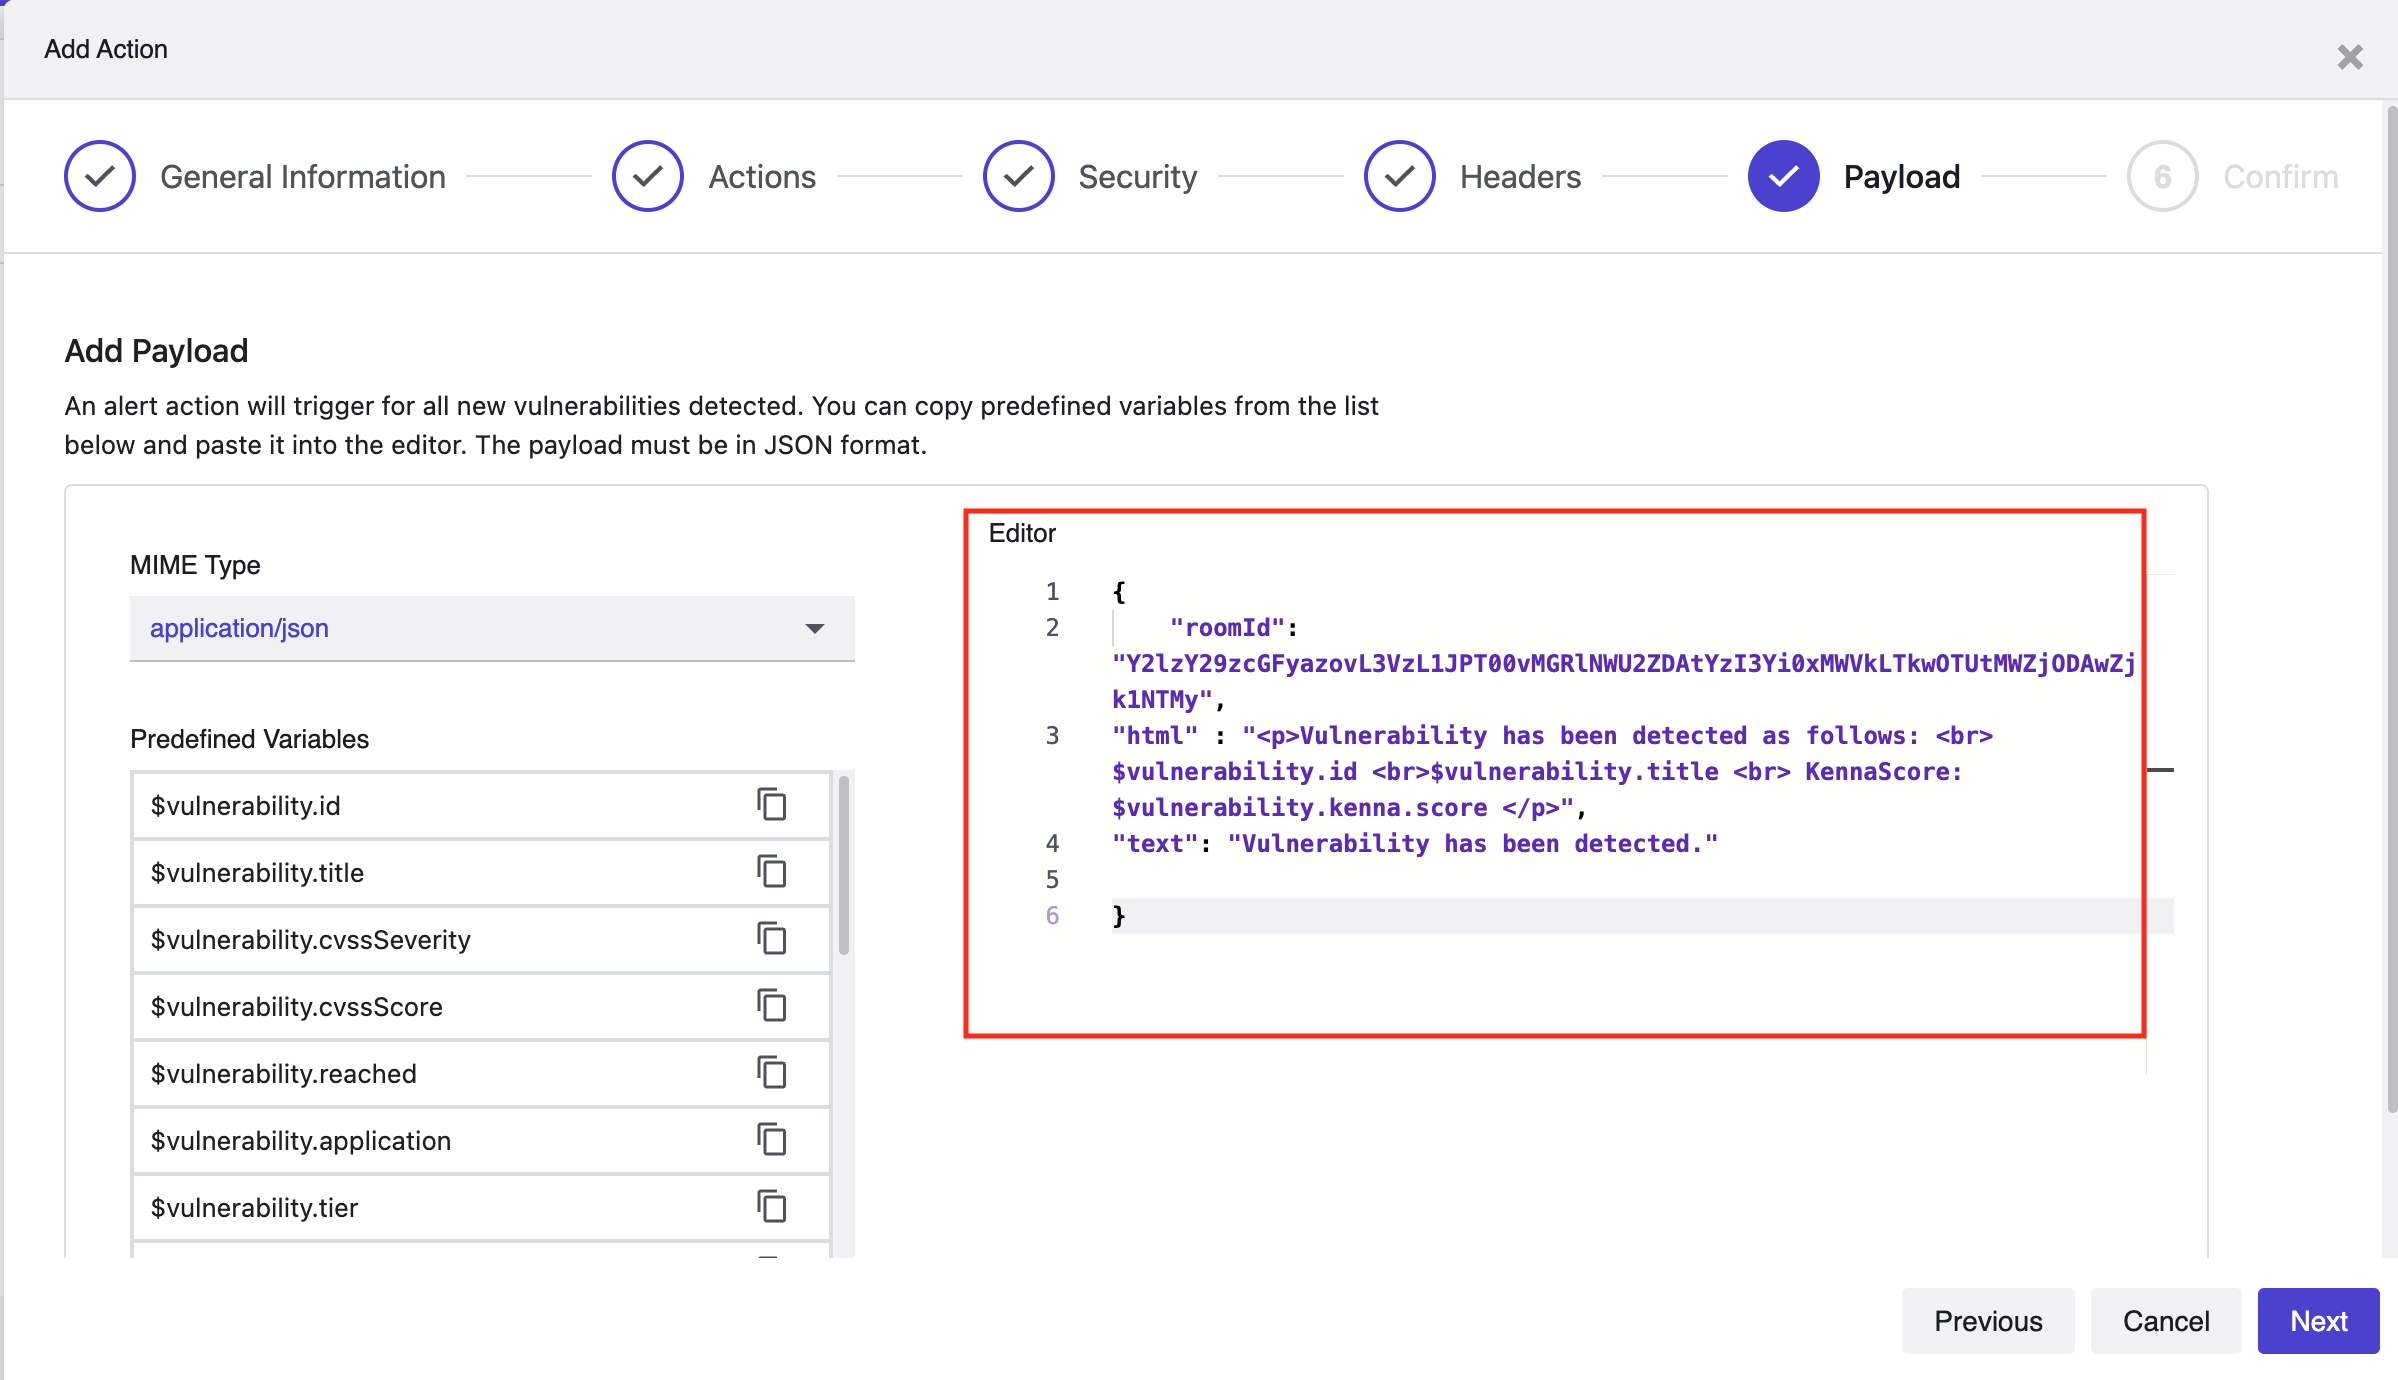 Add Action
General Information
Actions
Security
Headers
Payload
6
Confirm
Add Payload
An alert action will trigger for all new vulnerabilities detected. You can copy predefined variables from the list
below and paste it into the editor. The payload must be in JSON format.
MIME Type
application/json
Predefined Variables
$vulnerability.id
$vulnerability.title
$vulnerability.cvssSeverity
$vulnerability.cvssScore
$vulnerability.reached
$vulnerability.application
$vulnerability.tier
Editor
1 {
2 "roomId":
"Y2lzY29zcGFyazovL3VzL1JPT00vMGRlNWU2ZDAtYzI3Yi0xMWVkLTkwOTUtMWZjODAwZj
k1NTMy",
3 "html" : "<p>Vulnerability has been detected as follows: <br>
$vulnerability.id <br>$vulnerability.title <br> KennaScore:
$vulnerability.kenna.score </p>",
4 "text": "Vulnerability has been detected."
5
6 }
Previous
Cancel
Next